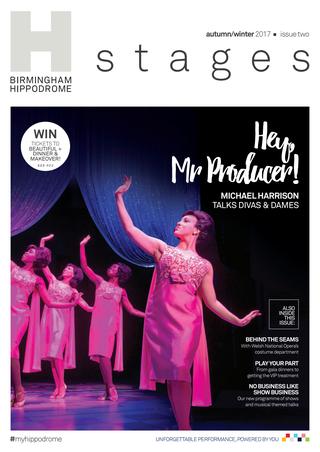 H
BIRMINGHAM
HIPPODROME
autumn/winter 2017 ■ issue two
stages
WIN
TICKETS TO
BEAUTIFUL +
DINNER &
MAKEOVER!
Hey,
Mr Producer!
MICHAEL HARRISON
TALKS DIVAS & DAMES
ALSO
INSIDE
THIS
ISSUE:
BEHIND THE SEAMS
With Welsh National Opera's
costume department
PLAY YOUR PART
From gala dinners to
getting the VIP treatment
NO BUSINESS LIKE
SHOW BUSINESS
Our new programme of shows
and musical themed talks
#myhippodrome
UNFORGETTABLE PERFORMANCE, POWERED BY YOU